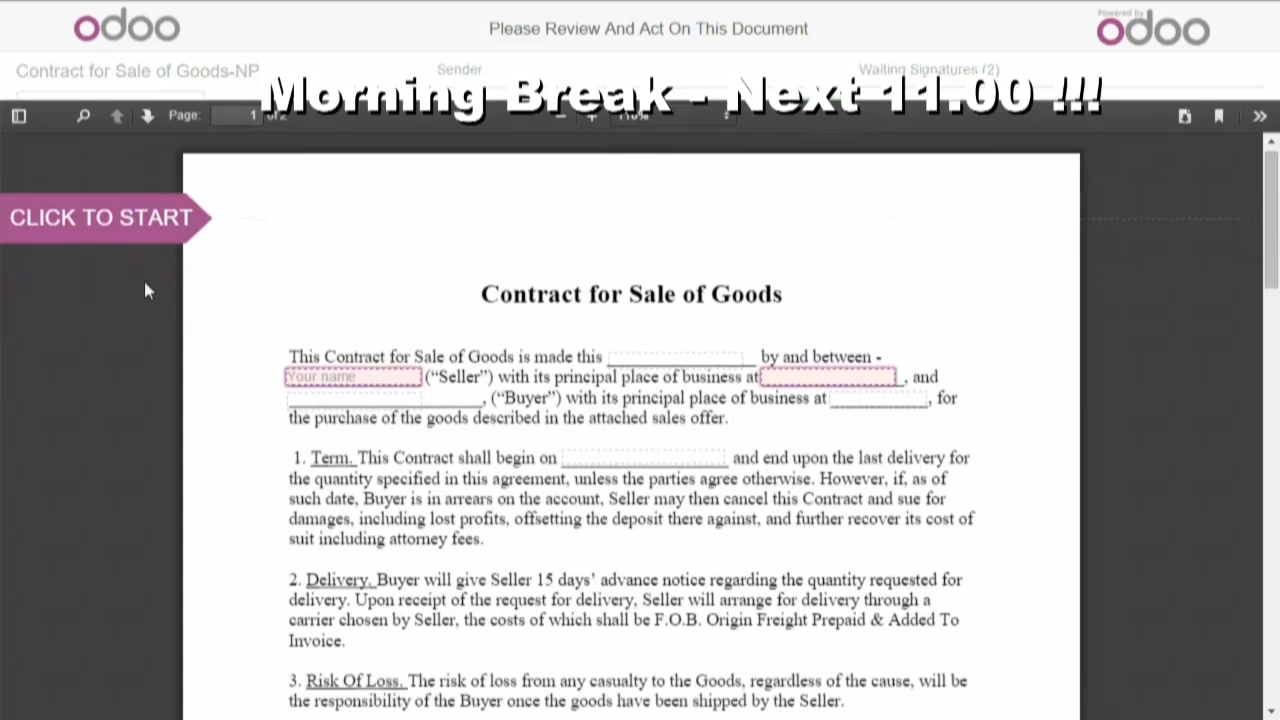 odoo
Please Review And Act On This Document
Powered by
odoo
Contract for Sale of Goods-NP
Sender
Waiting Signatures (2)
Morning Break - Next 11.00 !!!
Page: 1 of 2
CLICK TO START
Contract for Sale of Goods
This Contract for Sale of Goods is made this ____ by and between -
Your name (“Seller”) with its principal place of business at ____, and
____, (“Buyer”) with its principal place of business at ____, for
the purchase of the goods described in the attached sales offer.
1. Term. This Contract shall begin on ____ and end upon the last delivery for
the quantity specified in this agreement, unless the parties agree otherwise. However, if, as of
such date, Buyer is in arrears on the account, Seller may then cancel this Contract and sue for
damages, including lost profits, offsetting the deposit there against, and further recover its cost of
suit including attorney fees.
2. Delivery. Buyer will give Seller 15 days’ advance notice regarding the quantity requested for
delivery. Upon receipt of the request for delivery, Seller will arrange for delivery through a
carrier chosen by Seller, the costs of which shall be F.O.B. Origin Freight Prepaid & Added To
Invoice.
3. Risk Of Loss. The risk of loss from any casualty to the Goods, regardless of the cause, will be
the responsibility of the Buyer once the goods have been shipped by the Seller.